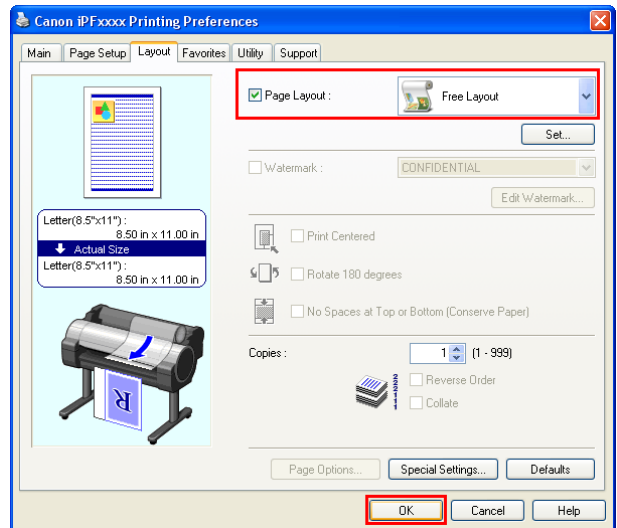 Canon iPFxxxx Printing Preferences
Main Page Setup Layout Favorites Utility Support
Page Layout : Free Layout
Set...
Watermark : CONFIDENTIAL
Edit Watermark...
Letter(8.5"x11") :
8.50 in x 11.00 in
Actual Size
Letter(8.5"x11") :
8.50 in x 11.00 in
Print Centered
Rotate 180 degrees
No Spaces at Top or Bottom (Conserve Paper)
Copies : 1 (1 - 999)
Reverse Order
Collate
R
Page Options... Special Settings... Defaults
OK Cancel Help